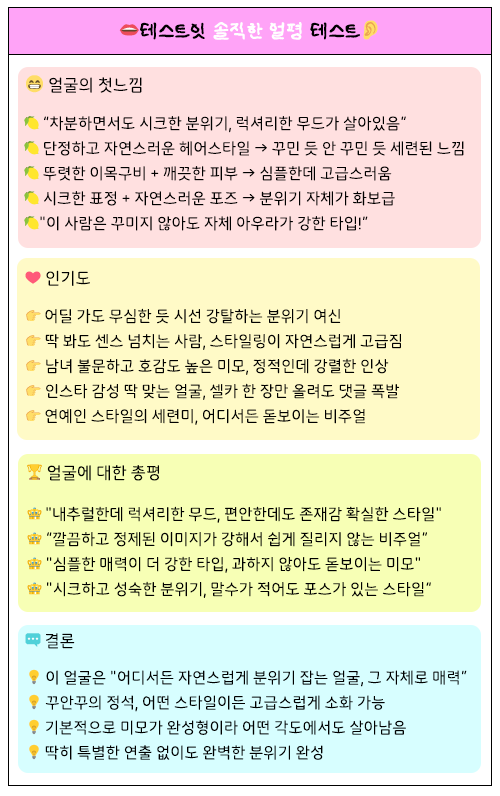 👄테스트잇 솔직한 얼평 테스트👂
😁 얼굴의 첫느낌
🍋 “차분하면서도 시크한 분위기, 럭셔리한 무드가 살아있음”
🍋 단정하고 자연스러운 헤어스타일 → 꾸민 듯 안 꾸민 듯 세련된 느낌
🍋 뚜렷한 이목구비 + 깨끗한 피부 → 심플한데 고급스러움
🍋 시크한 표정 + 자연스러운 포즈 → 분위기 자체가 화보급
🍋"이 사람은 꾸미지 않아도 자체 아우라가 강한 타입!”
❤️ 인기도
👉 어딜 가도 무심한 듯 시선 강탈하는 분위기 여신
👉 딱 봐도 센스 넘치는 사람, 스타일링이 자연스럽게 고급짐
👉 남녀 불문하고 호감도 높은 미모, 정적인데 강렬한 인상
👉 인스타 감성 딱 맞는 얼굴, 셀카 한 장만 올려도 댓글 폭발
👉 연예인 스타일의 세련미, 어디서든 돋보이는 비주얼
🏆 얼굴에 대한 총평
"내추럴한데 럭셔리한 무드, 편안한데도 존재감 확실한 스타일"
“깔끔하고 정제된 이미지가 강해서 쉽게 질리지 않는 비주얼”
"심플한 매력이 더 강한 타입, 과하지 않아도 돋보이는 미모"
"시크하고 성숙한 분위기, 말수가 적어도 포스가 있는 스타일“
💬 결론
💡 이 얼굴은 "어디서든 자연스럽게 분위기 잡는 얼굴, 그 자체로 매력”
💡 꾸안꾸의 정석, 어떤 스타일이든 고급스럽게 소화 가능
💡 기본적으로 미모가 완성형이라 어떤 각도에서도 살아남음
💡 딱히 특별한 연출 없이도 완벽한 분위기 완성